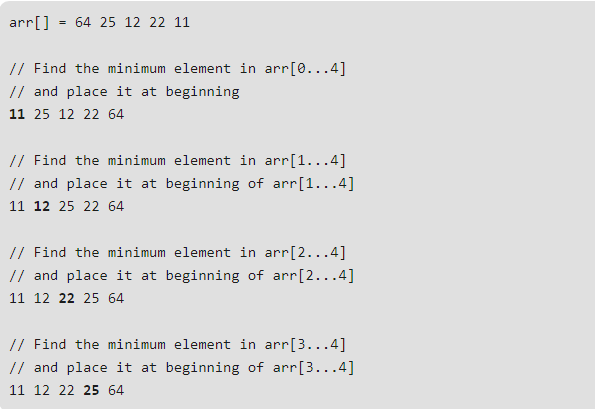 arr[] = 64 25 12 22 11
// Find the minimum element in arr[0...4]
// and place it at beginning
11 25 12 22 64
// Find the minimum element in arr[1...4]
// and place it at beginning of arr[1...4]
11 12 25 22 64
// Find the minimum element in arr[2...4]
// and place it at beginning of arr[2...4]
11 12 22 25 64
// Find the minimum element in arr[3...4]
// and place it at beginning of arr[3...4]
11 12 22 25 64